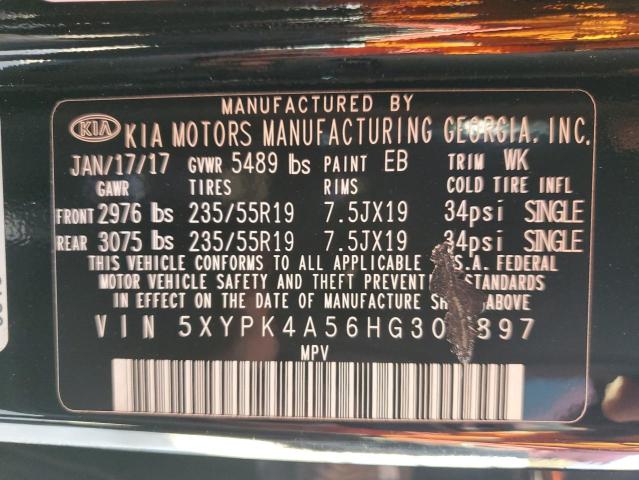 MANUFACTURED BY
KIA KIA MOTORS MANUFACTURING GEORGIA, INC.
JAN/17/17 GVWR 5489 lbs PAINT EB TRIM WK
GAWR TIRES RIMS COLD TIRE INFL
FRONT 2976 lbs 235/55R19 7.5JX19 34psi SINGLE
REAR 3075 lbs 235/55R19 7.5JX19 34psi SINGLE
THIS VEHICLE CONFORMS TO ALL APPLICABLE FEDERAL
MOTOR VEHICLE SAFETY AND THEFT STANDARDS
IN EFFECT ON THE DATE OF MANUFACTURE ABOVE
VIN
MPV